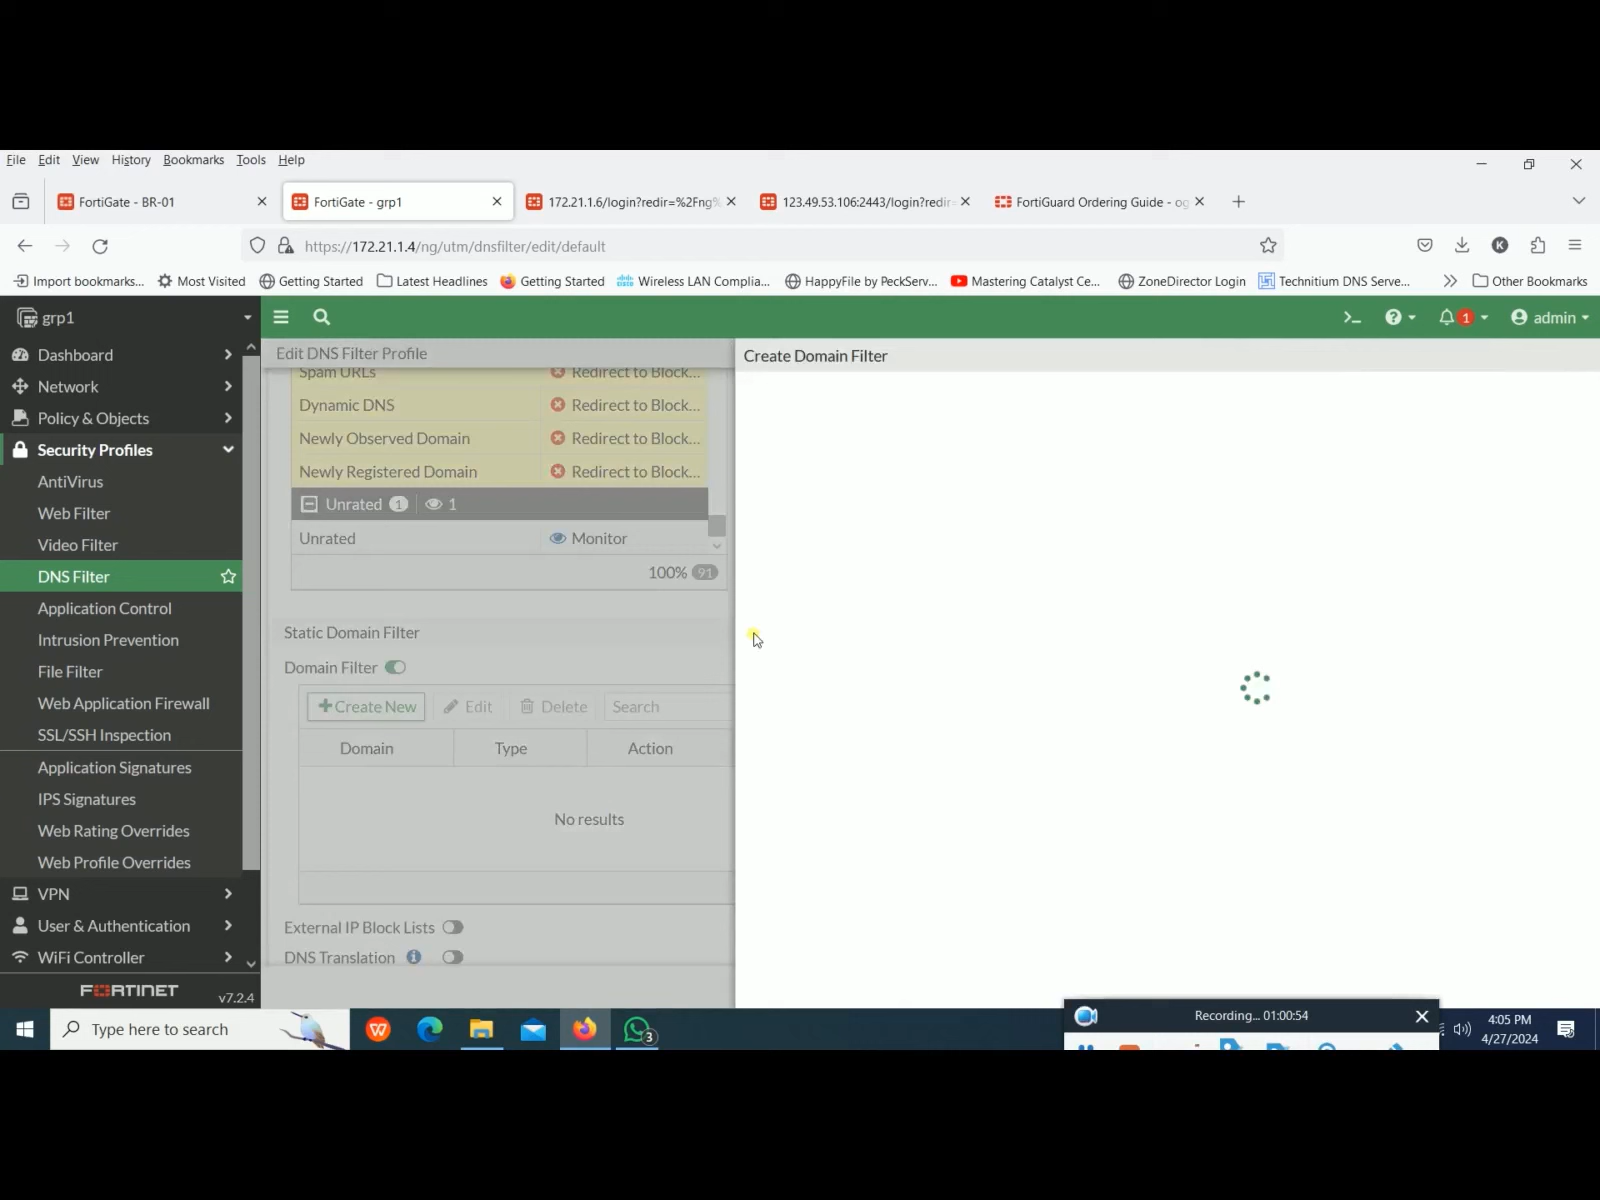 File Edit View History Bookmarks Tools Help
FortiGate - BR-01
FortiGate - grp1
172.21.1.6/login?redir=%2Fng%
123.49.53.106:2443/login?redir=
FortiGuard Ordering Guide - og
https://172.21.1.4/ng/utm/dnsfilter/edit/default
K
Import bookmarks...
Most Visited
Getting Started
Latest Headlines
Getting Started
Wireless LAN Complia...
HappyFile by PeckServ...
Mastering Catalyst Ce...
ZoneDirector Login
Technitium DNS Serve...
Other Bookmarks
grp1
1
admin
Dashboard
Network
Policy & Objects
Security Profiles
AntiVirus
Web Filter
Video Filter
DNS Filter
Application Control
Intrusion Prevention
File Filter
Web Application Firewall
SSL/SSH Inspection
Application Signatures
IPS Signatures
Web Rating Overrides
Web Profile Overrides
VPN
User & Authentication
WiFi Controller
FORTINET v7.2.4
Edit DNS Filter Profile
Spam URLs Redirect to Block...
Dynamic DNS Redirect to Block...
Newly Observed Domain Redirect to Block...
Newly Registered Domain Redirect to Block...
Unrated 1 1
Unrated Monitor
100% 91
Static Domain Filter
Domain Filter
Create New Edit Delete Search
Domain Type Action
No results
External IP Block Lists
DNS Translation
Create Domain Filter
Type here to search
W
3
Recording... 01:00:54
4:05 PM
4/27/2024